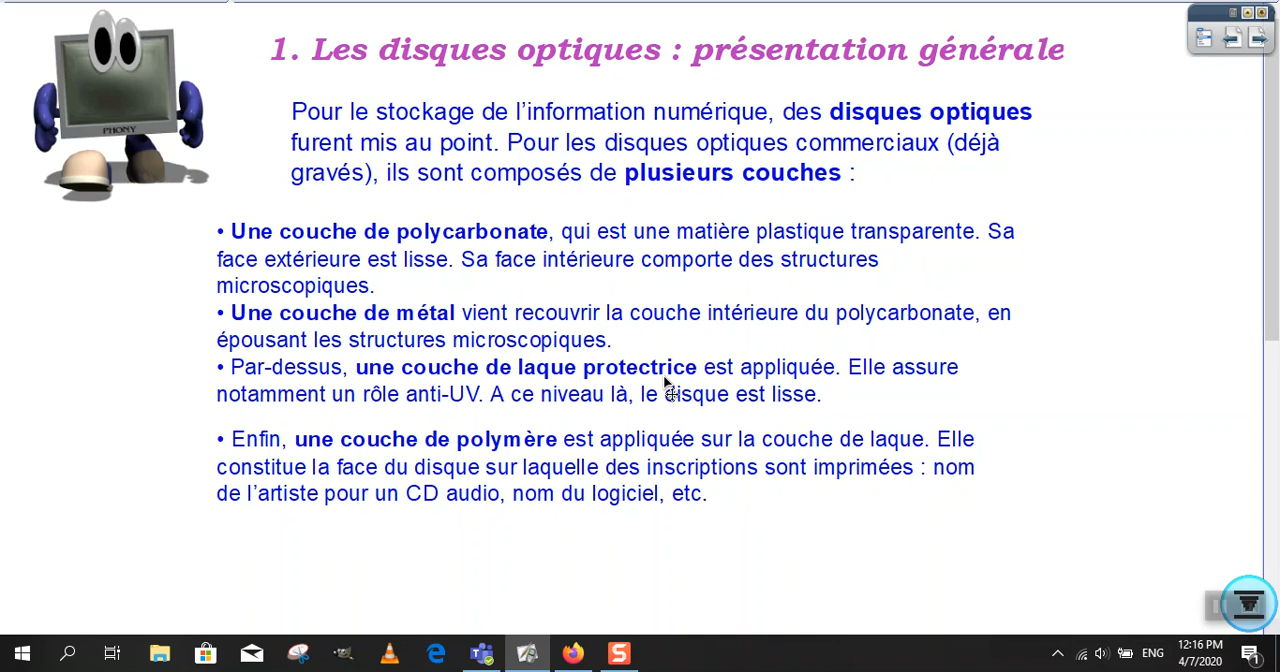 1. Les disques optiques : présentation générale
PHONY
Pour le stockage de l’information numérique, des disques optiques
furent mis au point. Pour les disques optiques commerciaux (déjà
gravés), ils sont composés de plusieurs couches :
• Une couche de polycarbonate, qui est une matière plastique transparente. Sa
face extérieure est lisse. Sa face intérieure comporte des structures
microscopiques.
• Une couche de métal vient recouvrir la couche intérieure du polycarbonate, en
épousant les structures microscopiques.
• Par-dessus, une couche de laque protectrice est appliquée. Elle assure
notamment un rôle anti-UV. A ce niveau là, le disque est lisse.
• Enfin, une couche de polymère est appliquée sur la couche de laque. Elle
constitue la face du disque sur laquelle des inscriptions sont imprimées : nom
de l’artiste pour un CD audio, nom du logiciel, etc.
ENG
12:16 PM
4/7/2020
1